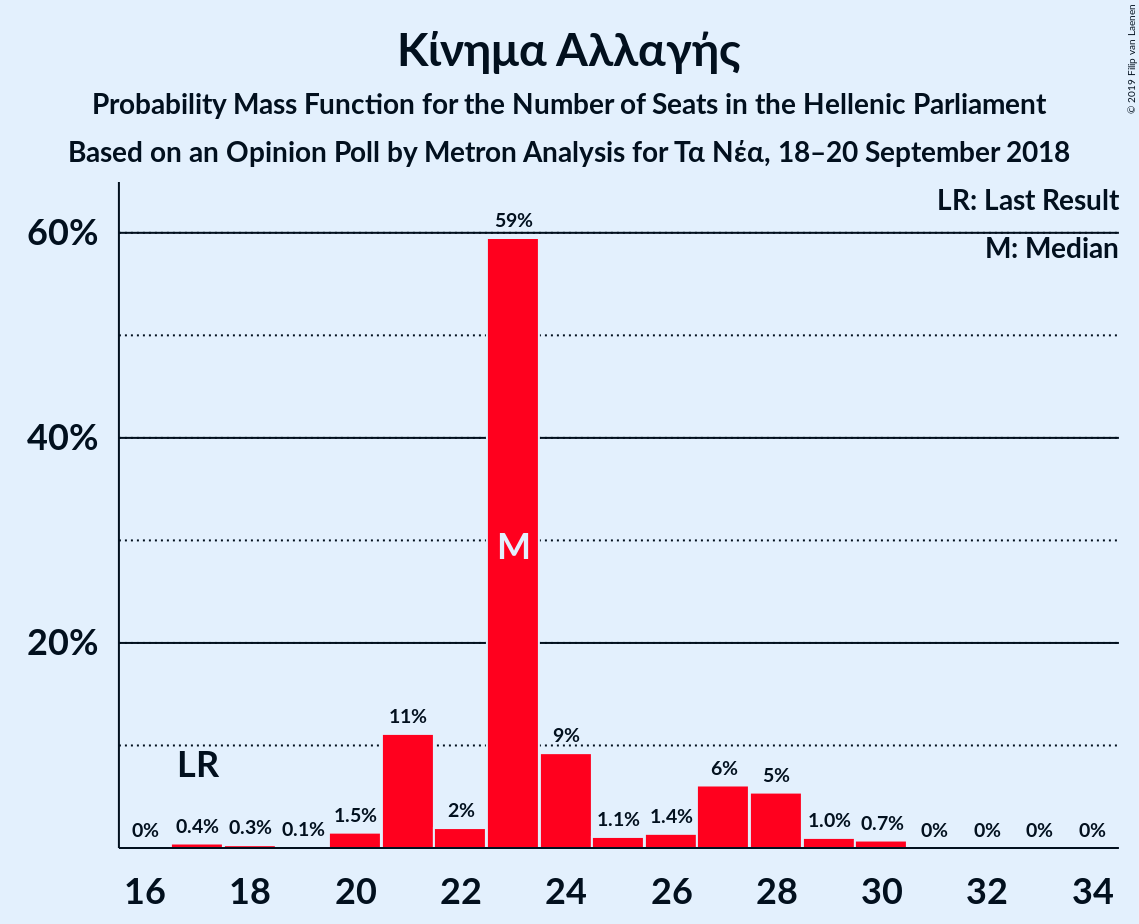 Κίνημα Αλλαγής
Probability Mass Function for the Number of Seats in the Hellenic Parliament
Based on an Opinion Poll by Metron Analysis for Τα Νέα, 18–20 September 2018
© 2019 Filip van Laenen
LR: Last Result
M: Median
60%
40%
20%
59%
M
LR
0%
0.4%
0.3%
0.1%
1.5%
11%
2%
9%
1.1%
1.4%
6%
5%
1.0%
0.7%
0%
0%
0%
0%
16 18 20 22 24 26 28 30 32 34